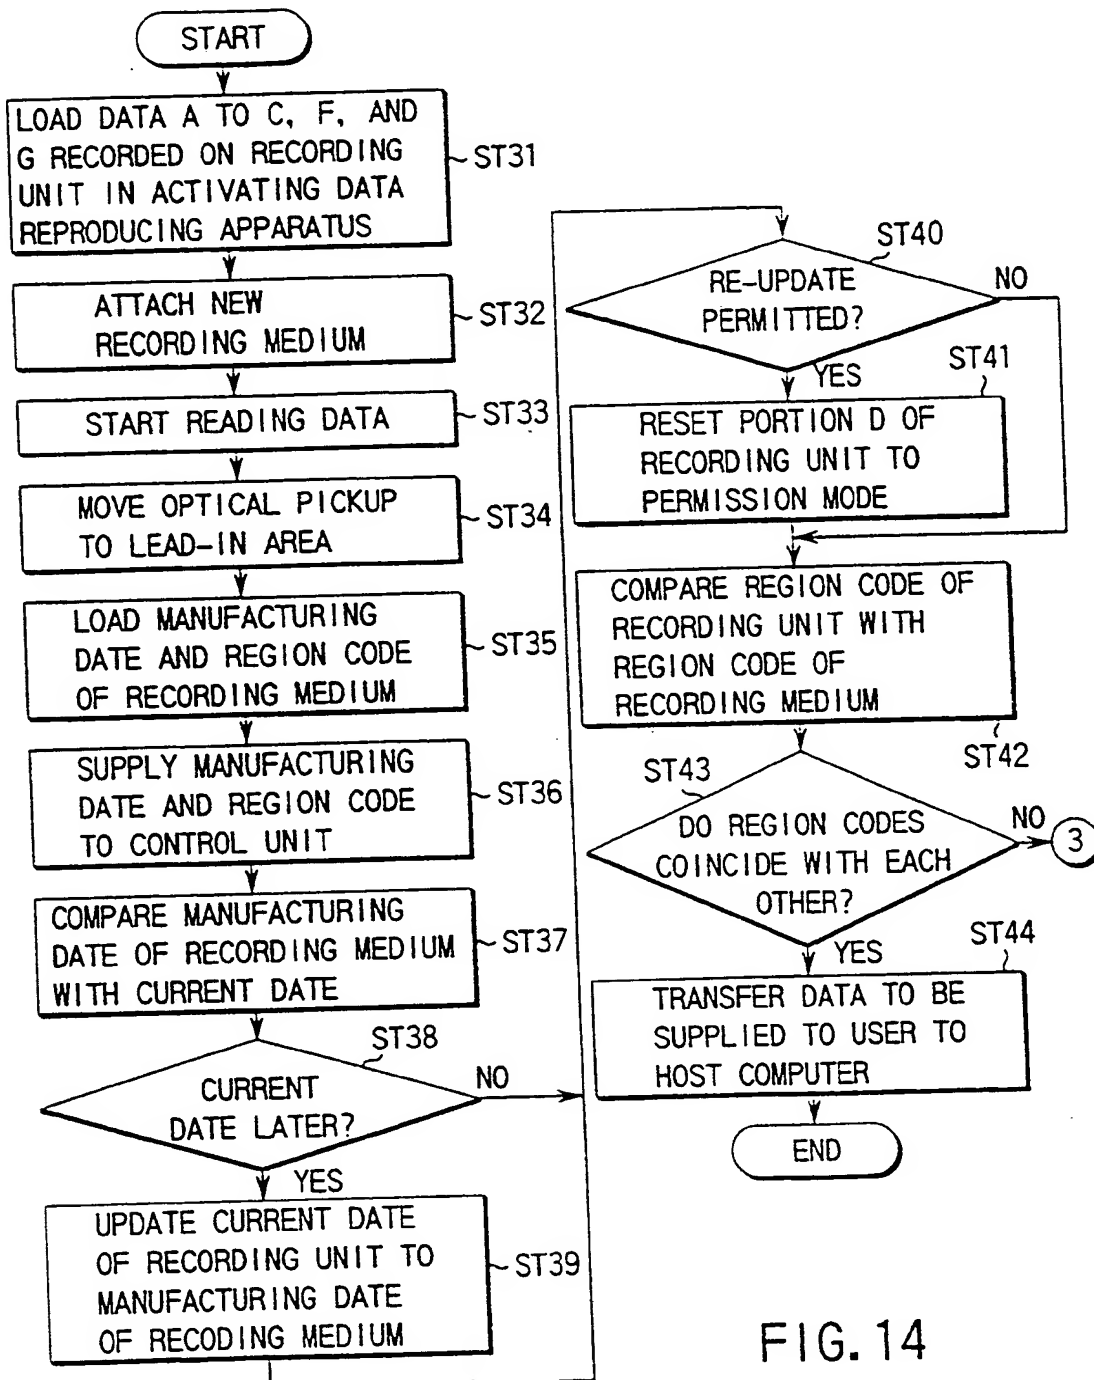 START
LOAD DATA A TO C, F, AND
G RECORDED ON RECORDING
UNIT IN ACTIVATING DATA
REPRODUCING APPARATUS
ST31
ATTACH NEW
RECORDING MEDIUM
ST32
START READING DATA
ST33
MOVE OPTICAL PICKUP
TO LEAD-IN AREA
ST34
LOAD MANUFACTURING
DATE AND REGION CODE
OF RECORDING MEDIUM
ST35
SUPPLY MANUFACTURING
DATE AND REGION CODE
TO CONTROL UNIT
ST36
COMPARE MANUFACTURING
DATE OF RECORDING MEDIUM
WITH CURRENT DATE
ST37
ST38
CURRENT
DATE LATER?
NO
YES
UPDATE CURRENT DATE
OF RECORDING UNIT TO
MANUFACTURING DATE
OF RECODING MEDIUM
ST39
ST40
RE-UPDATE
PERMITTED?
NO
YES
ST41
RESET PORTION D OF
RECORDING UNIT TO
PERMISSION MODE
COMPARE REGION CODE OF
RECORDING UNIT WITH
REGION CODE OF
RECORDING MEDIUM
ST42
ST43
DO REGION CODES
COINCIDE WITH EACH
OTHER?
NO
3
YES
ST44
TRANSFER DATA TO BE
SUPPLIED TO USER TO
HOST COMPUTER
END
FIG. 14